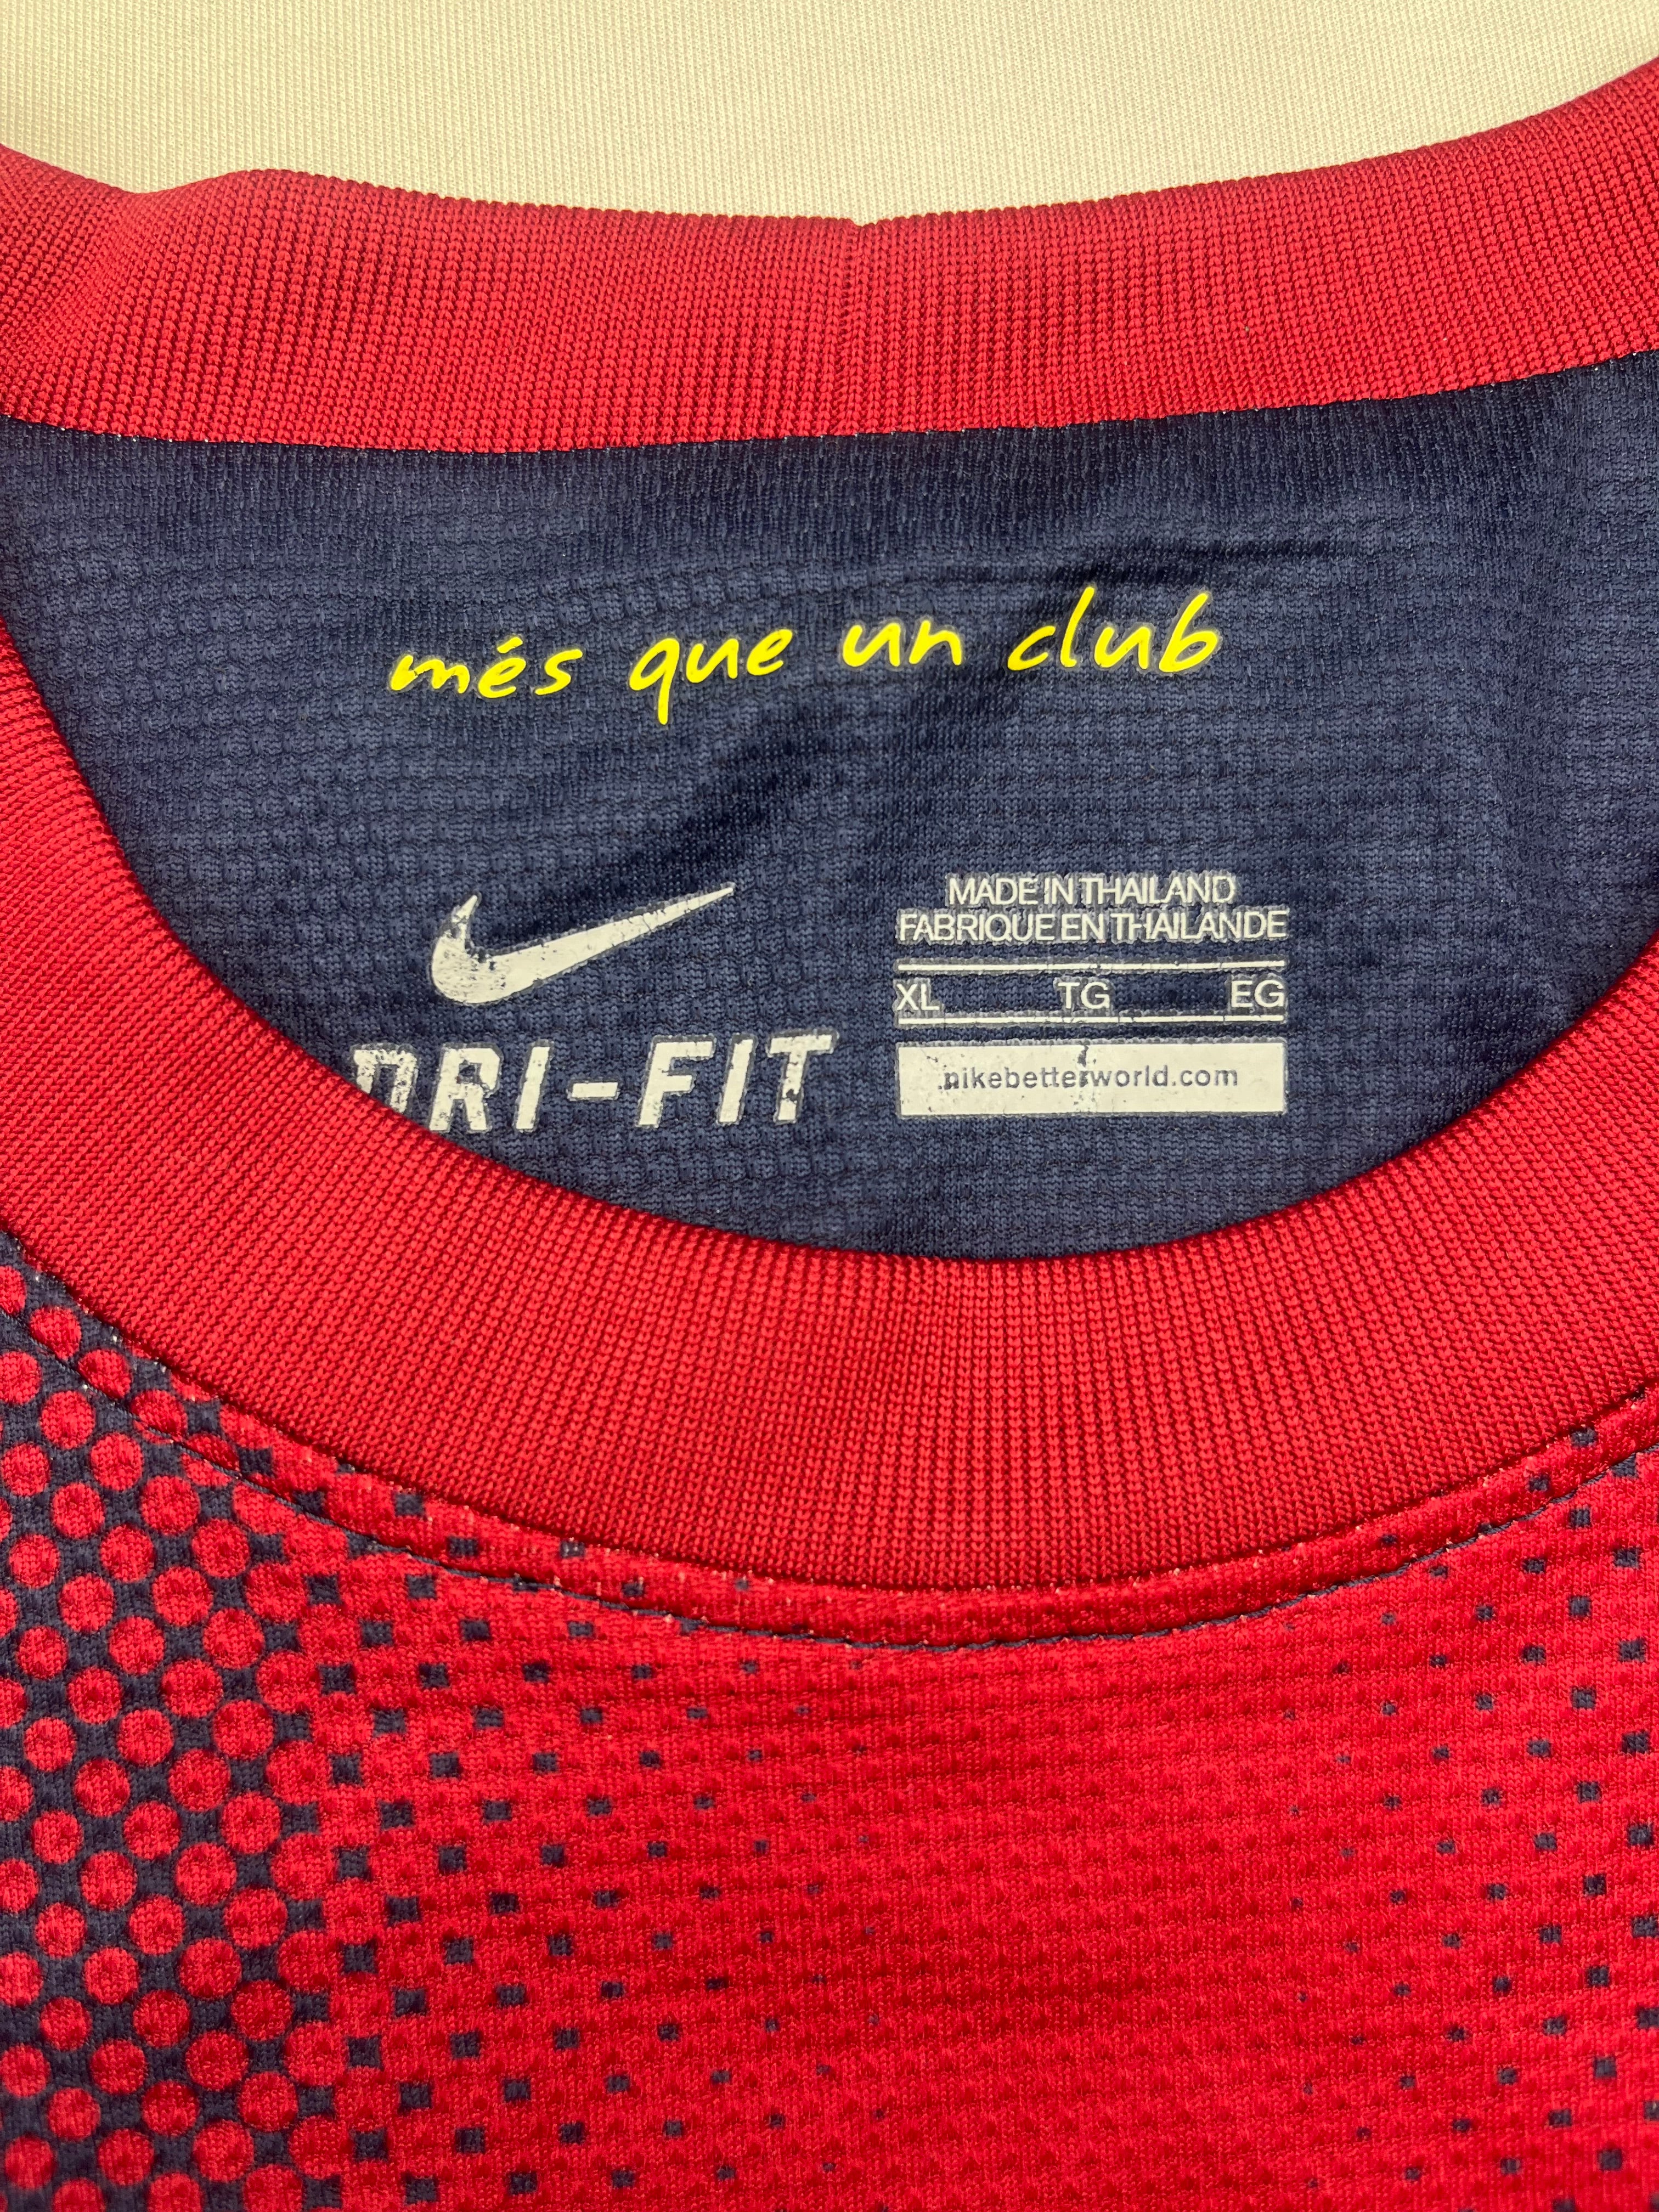 més que un club
MADE IN THAILAND
FABRIQUE EN THAILANDE
XL TG EG
DRI-FIT
nikebetterworld.com